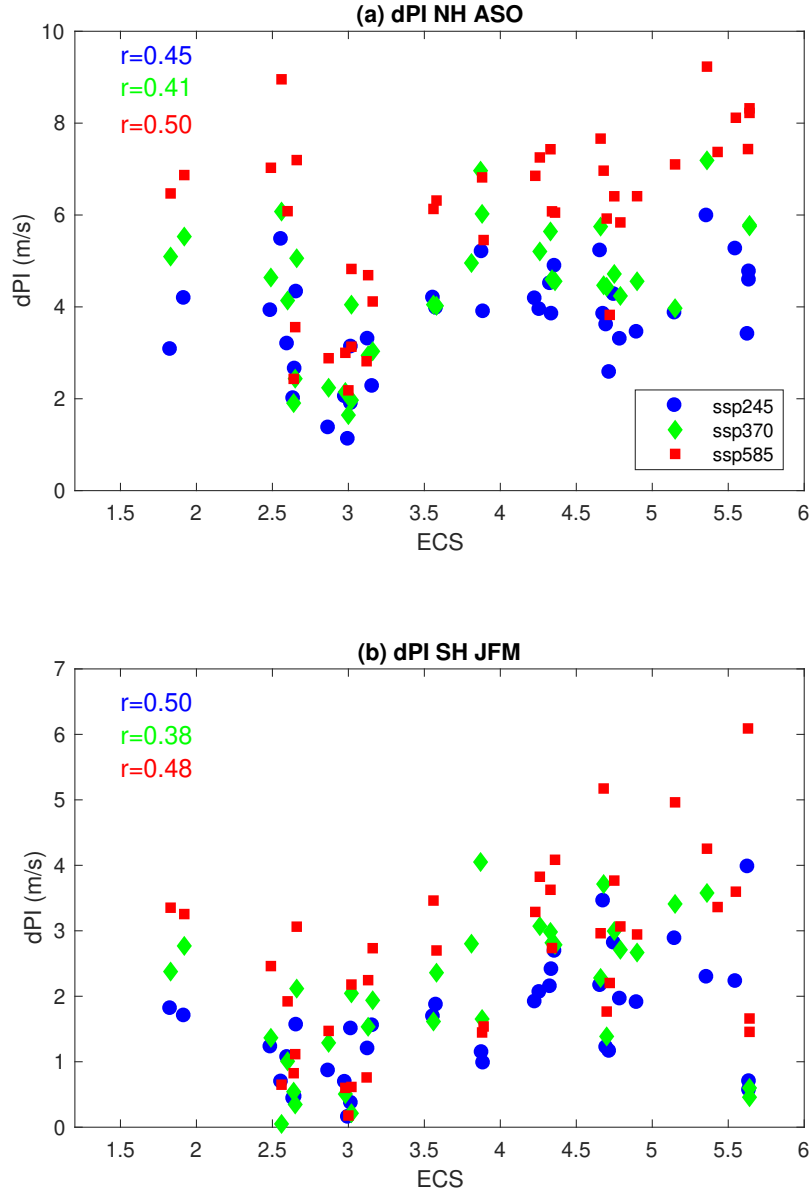 (a) dPI NH ASO
r=0.45
r=0.41
r=0.50
10
8
6
4
2
0
dPI (m/s)
ssp245
ssp370
ssp585
1.5 2 2.5 3 3.5 4 4.5 5 5.5 6
ECS
(b) dPI SH JFM
r=0.50
r=0.38
r=0.48
7
6
5
4
3
2
1
0
dPI (m/s)
1.5 2 2.5 3 3.5 4 4.5 5 5.5 6
ECS